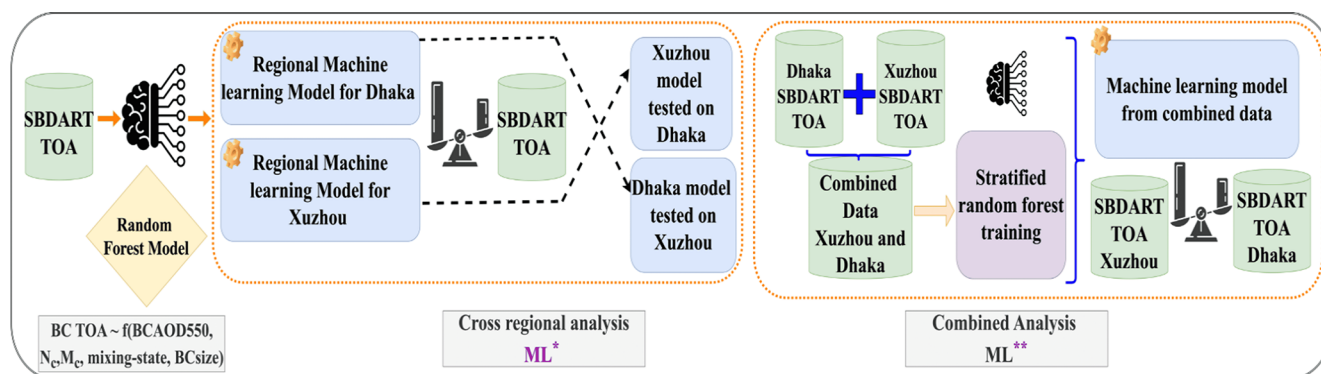 SBDART
TOA
Random
Forest Model
BC TOA ~ f(BCAOD550,
Nc,Mc, mixing-state, BCsize)
Regional Machine
learning Model for Dhaka
Regional Machine
learning Model for
Xuzhou
SBDART
TOA
Xuzhou
model
tested on
Dhaka
Dhaka model
tested on
Xuzhou
Cross regional analysis
ML*
Dhaka
SBDART
TOA
Xuzhou
SBDART
TOA
Combined
Data
Xuzhou and
Dhaka
Stratified
random forest
training
Machine learning model
from combined data
SBDART
TOA
Xuzhou
SBDART
TOA
Dhaka
Combined Analysis
ML**